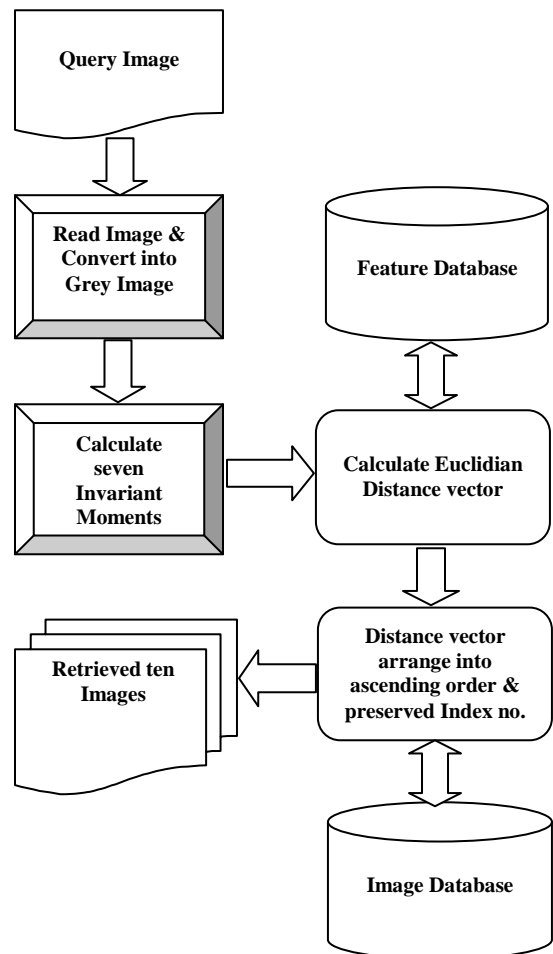 Query Image
Read Image &
Convert into
Grey Image
Feature Database
Calculate
seven
Invariant
Moments
Calculate Euclidian
Distance vector
Distance vector
arrange into
ascending order &
preserved Index no.
Retrieved ten
Images
Image Database